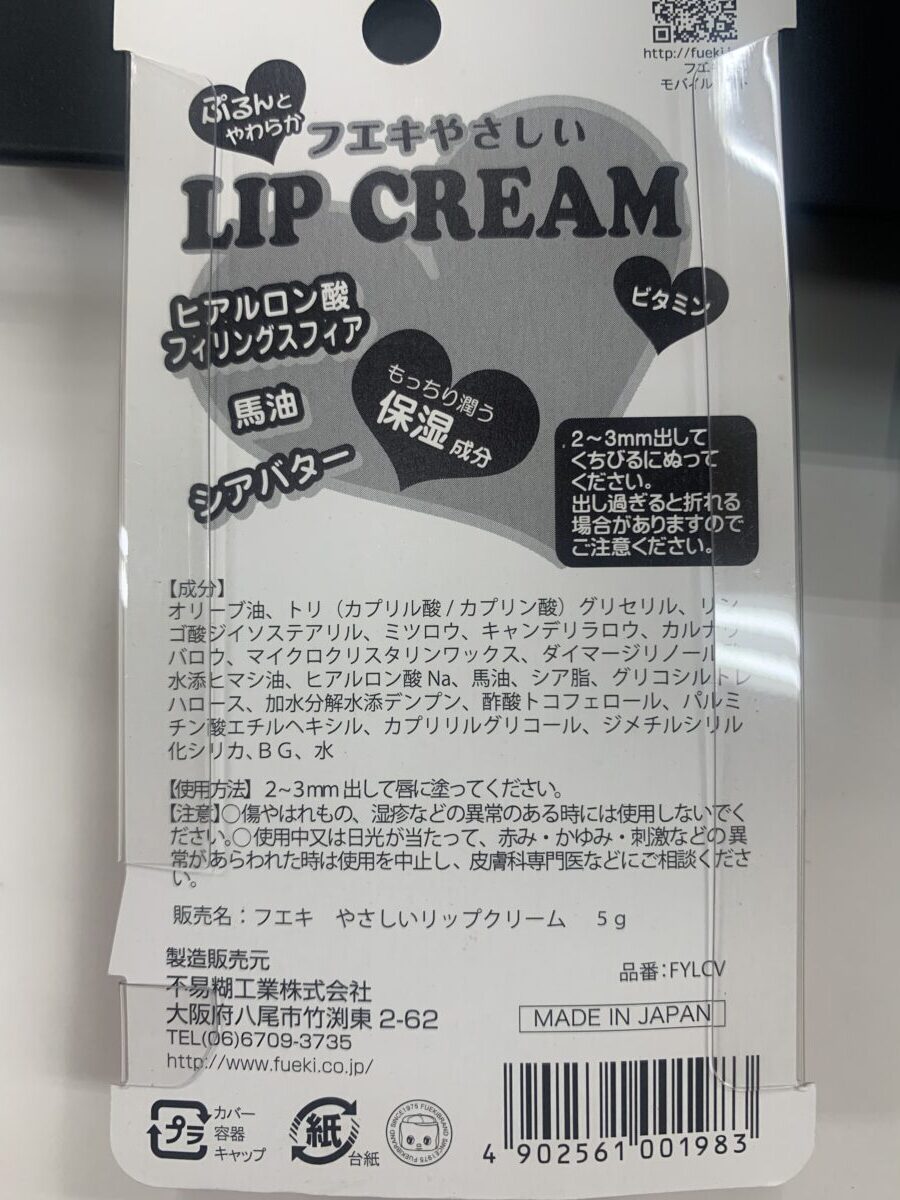 http://fueki.
フエ
モバイル
ぷるんと
やわらか
フエキやさしい
LIP CREAM
ヒアルロン酸
フィリングスフィア
馬油
シアバター
もっちり潤う
保湿成分
ビタミン
2～3mm出して
くちびるにぬって
ください。
出し過ぎると折れる
場合がありますので
ご注意ください。
【成分】
オリーブ油、トリ（カプリル酸/カプリン酸）グリセリル、リン
ゴ酸ジイソステアリル、ミツロウ、キャンデリラロウ、カルナウ
バロウ、マイクロクリスタリンワックス、ダイマージリノール
水添ヒマシ油、ヒアルロン酸Na、馬油、シア脂、グリコシルトレ
ハロース、加水分解水添デンプン、酢酸トコフェロール、パルミ
チン酸エチルヘキシル、カプリリルグリコール、ジメチルシリル
化シリカ、BG、水
【使用方法】2～3mm出して唇に塗ってください。
【注意】○傷やはれもの、湿疹などの異常のある時には使用しないでく
ださい。○使用中又は日光が当たって、赤み・かゆみ・刺激などの異
常があらわれた時は使用を中止し、皮膚科専門医などにご相談くださ
い。
販売名：フエキ　やさしいリップクリーム　5g
製造販売元
不易糊工業株式会社
大阪府八尾市竹渕東2-62
TEL(06)6709-3735
http://www.fueki.co.jp/
品番：FYLCV
MADE IN JAPAN
プラ
カバー
容器
キャップ
紙
台紙
FUEKIBRAND SINCE1975 FUEKIBRAND SINCE1975
4 902561 001983